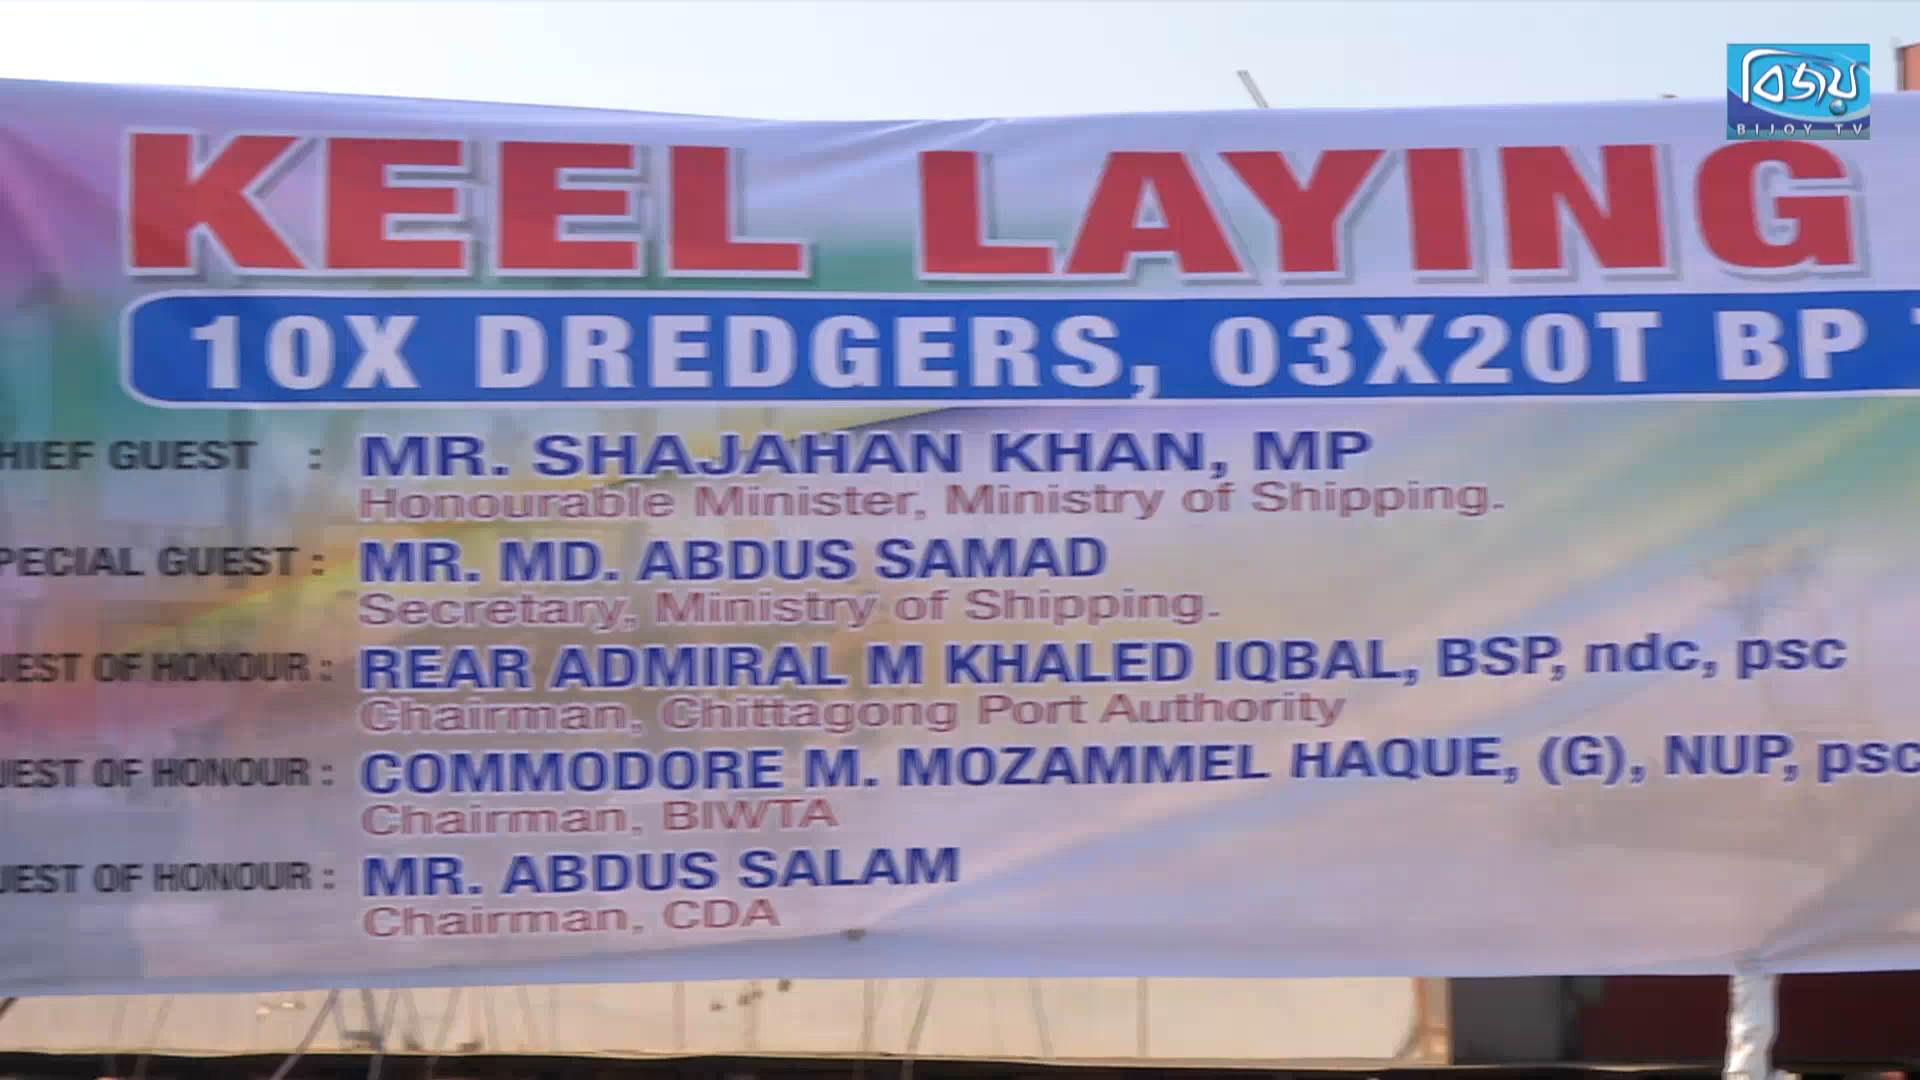 বিজয়
BIJOY TV
KEEL LAYING
10X DREDGERS, 03X20T BP
HIEF GUEST : MR. SHAJAHAN KHAN, MP
Honourable Minister, Ministry of Shipping.
PECIAL GUEST : MR. MD. ABDUS SAMAD
Secretary, Ministry of Shipping.
UEST OF HONOUR : REAR ADMIRAL M KHALED IQBAL, BSP, ndc, psc
Chairman, Chittagong Port Authority
UEST OF HONOUR : COMMODORE M. MOZAMMEL HAQUE, (G), NUP, psc
Chairman, BIWTA
UEST OF HONOUR : MR. ABDUS SALAM
Chairman, CDA